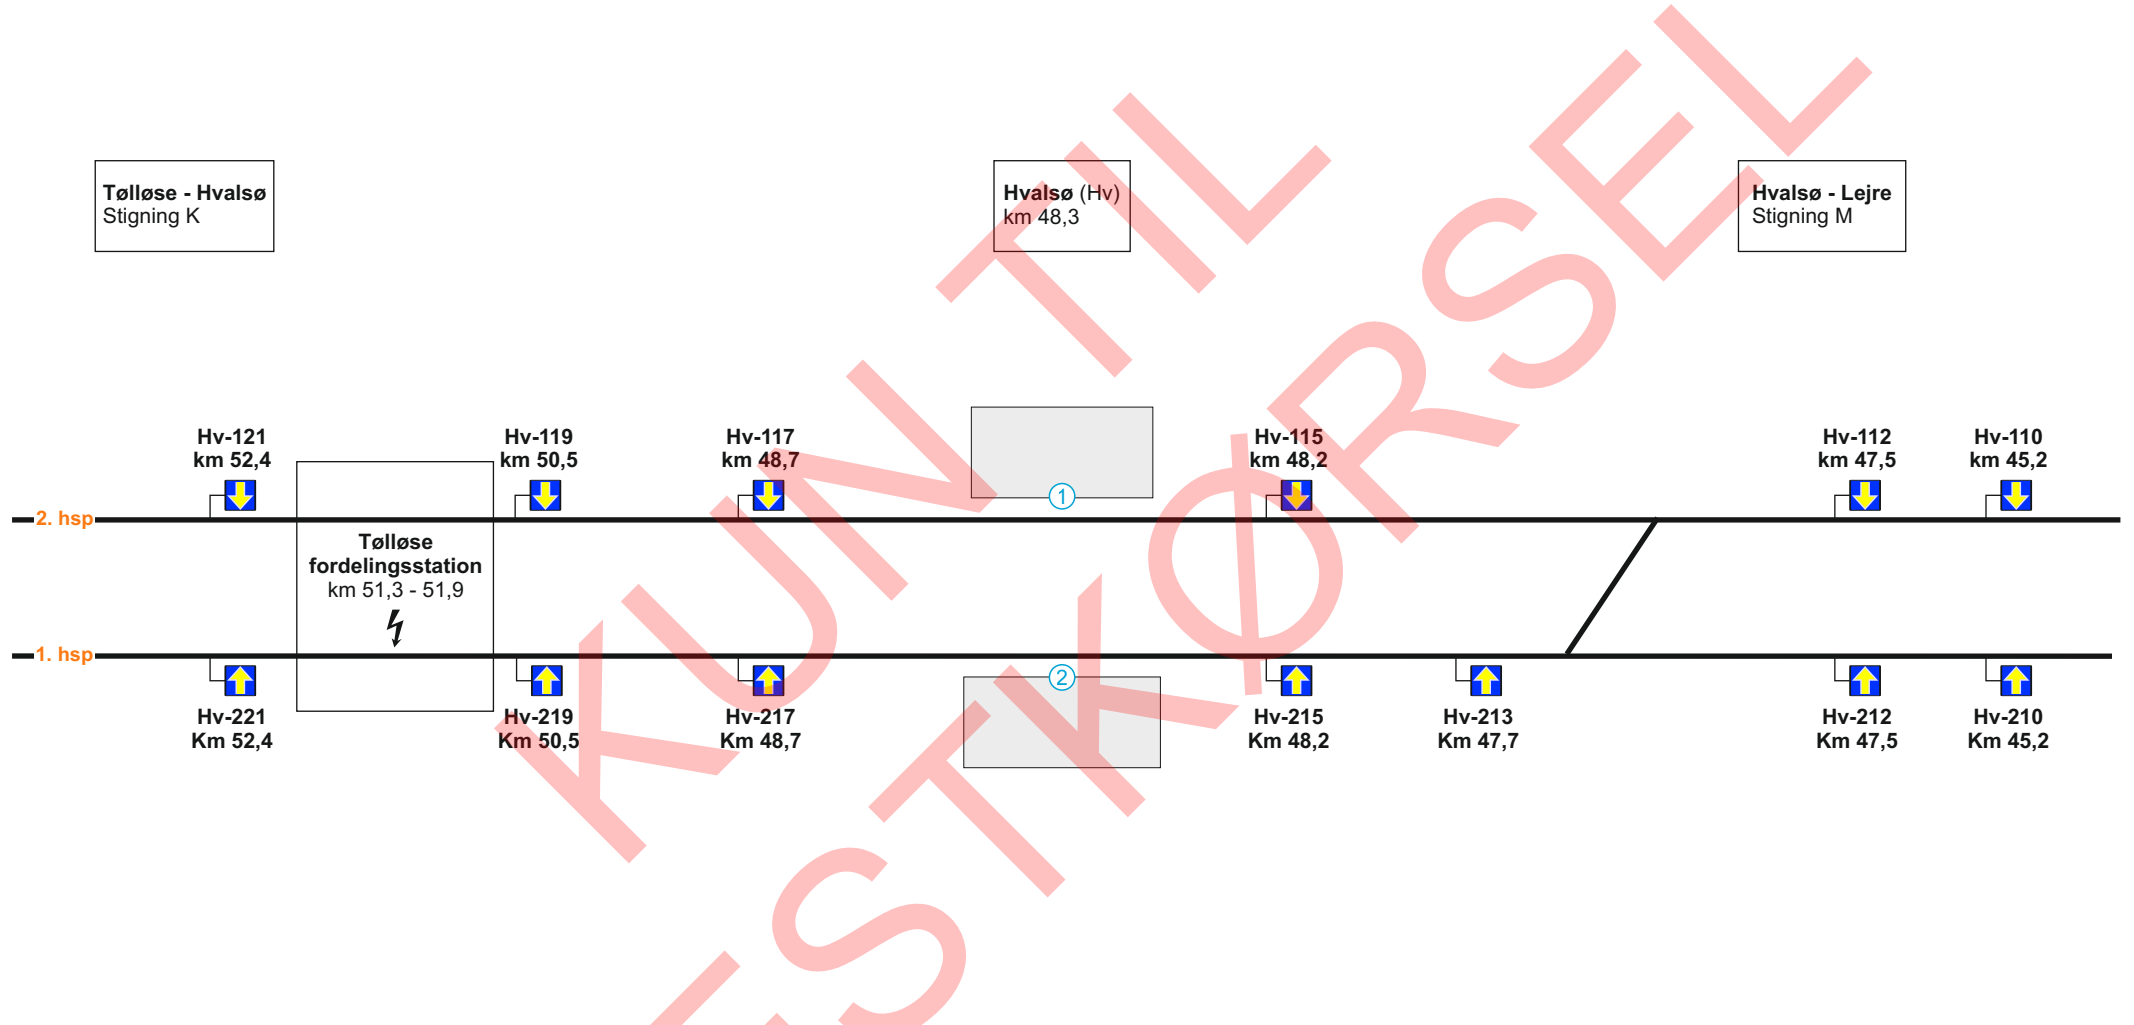 Tølløse - Hvalsø
Stigning K
Hvalsø (Hv)
km 48,3
Hvalsø - Lejre
Stigning M
Hv-121
km 52,4
Hv-119
km 50,5
Hv-117
km 48,7
Hv-115
km 48,2
Hv-112
km 47,5
Hv-110
km 45,2
1
2. hsp
Tølløse
fordelingsstation
km 51,3 - 51,9
1. hsp
2
Hv-221
Km 52,4
Hv-219
Km 50,5
Hv-217
Km 48,7
Hv-215
Km 48,2
Hv-213
Km 47,7
Hv-212
Km 47,5
Hv-210
Km 45,2
KUN TIL